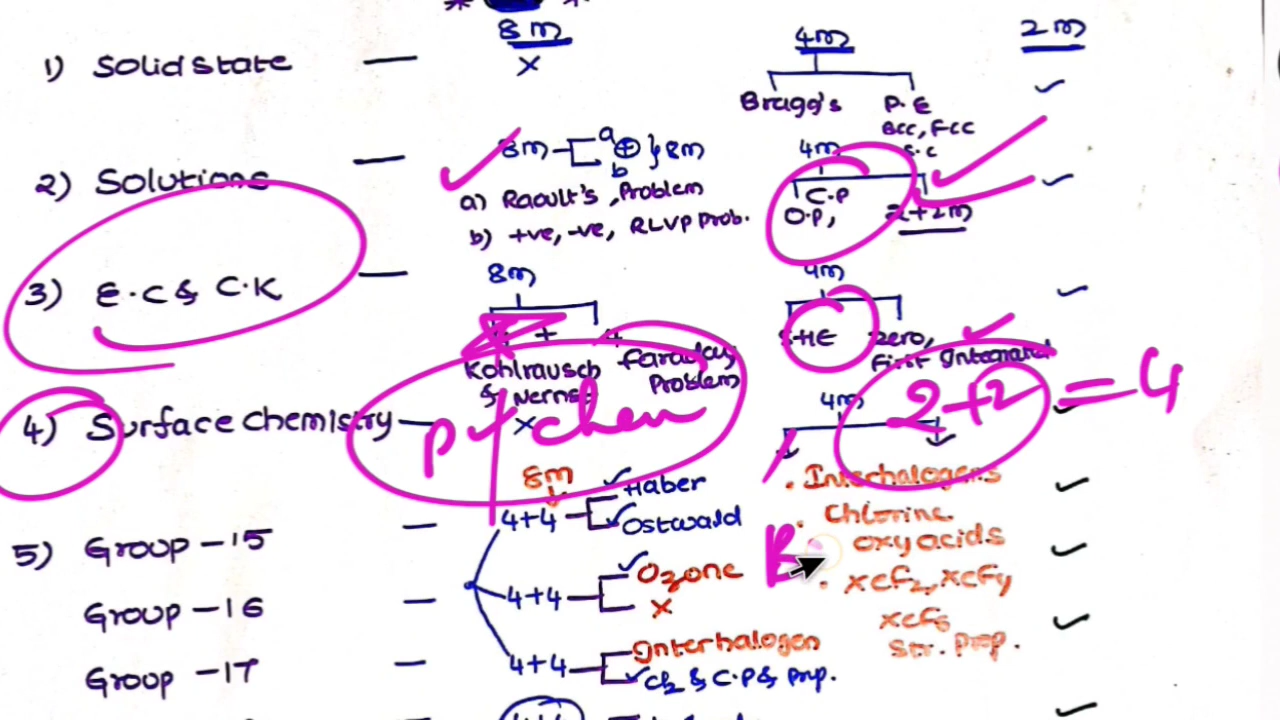 8m 4m 2m
1) Solid State — x
Bragg's P.E
Bcc, Fcc
s.c
2) Solutions — 8m a ⊕ b } 8m 4m
a) Raoult's, Problem C.P
O.P, 2+2m
b) +ve, -ve, RLVP Prob.
3) E.C & C.K — 8m 4m
SHE Zero,
First Integrated
Kohlrausch Faraday
& Nernst Problem
4) Surface Chemistry — x 4m
P 2+2 = 4
8m
5) Group - 15 — 4+4 Haber
Ostwald
Group - 16 — 4+4 Ozone
x
Group - 17 — 4+4 Interhalogen
Cl2 & C.P & prop.
. Interhalogens
. Chlorine
oxyacids
. xeF2, xeF4
xeF6
Str. Prop.